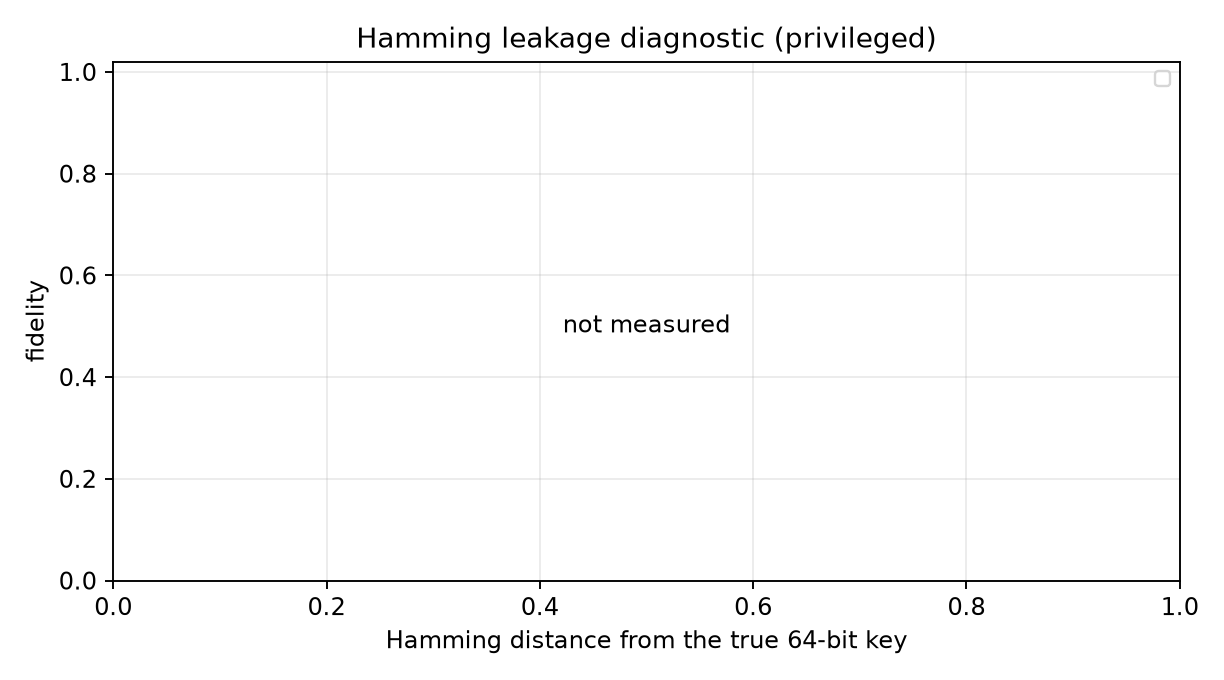 Hamming leakage diagnostic (privileged)
1.0
0.8
0.6
0.4
0.2
0.0
fidelity
not measured
0.0 0.2 0.4 0.6 0.8 1.0
Hamming distance from the true 64-bit key